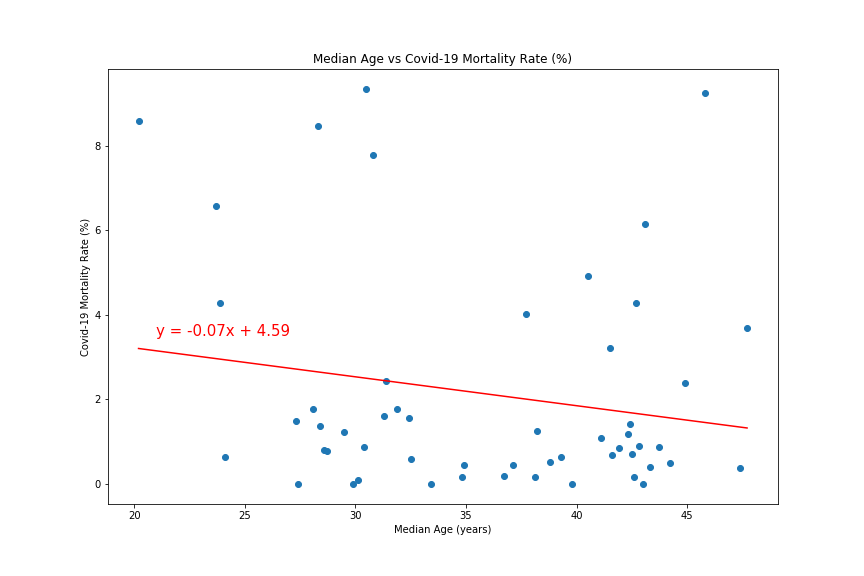 Median Age vs Covid-19 Mortality Rate (%)
Covid-19 Mortality Rate (%)
8
6
4
2
0
y = -0.07x + 4.59
20 25 30 35 40 45
Median Age (years)